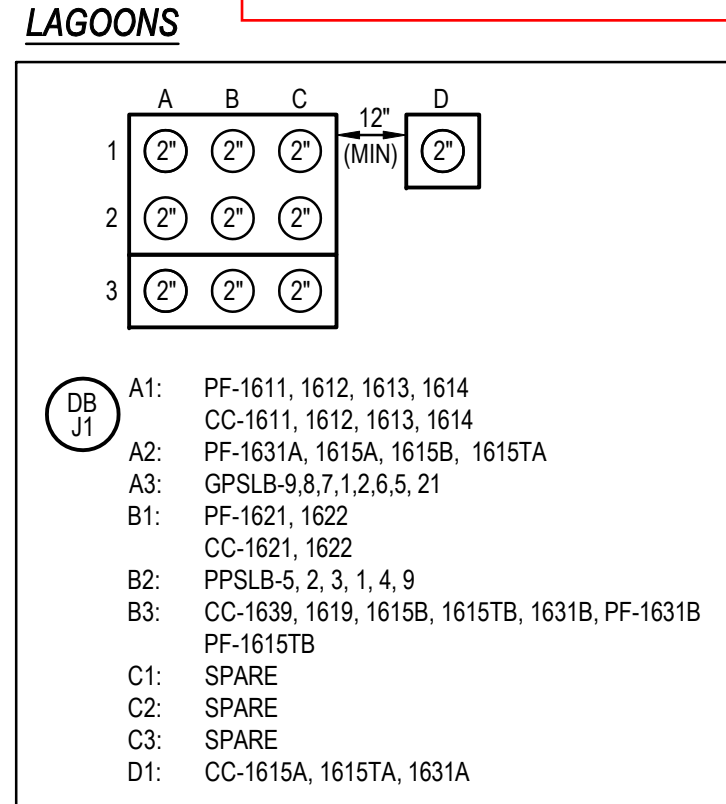 LAGOONS
A B C D
12"
1 2" 2" 2" (MIN) 2"
2 2" 2" 2"
3 2" 2" 2"
DB
J1
A1: PF-1611, 1612, 1613, 1614
CC-1611, 1612, 1613, 1614
A2: PF-1631A, 1615A, 1615B, 1615TA
A3: GPSLB-9,8,7,1,2,6,5, 21
B1: PF-1621, 1622
CC-1621, 1622
B2: PPSLB-5, 2, 3, 1, 4, 9
B3: CC-1639, 1619, 1615B, 1615TB, 1631B, PF-1631B
PF-1615TB
C1: SPARE
C2: SPARE
C3: SPARE
D1: CC-1615A, 1615TA, 1631A